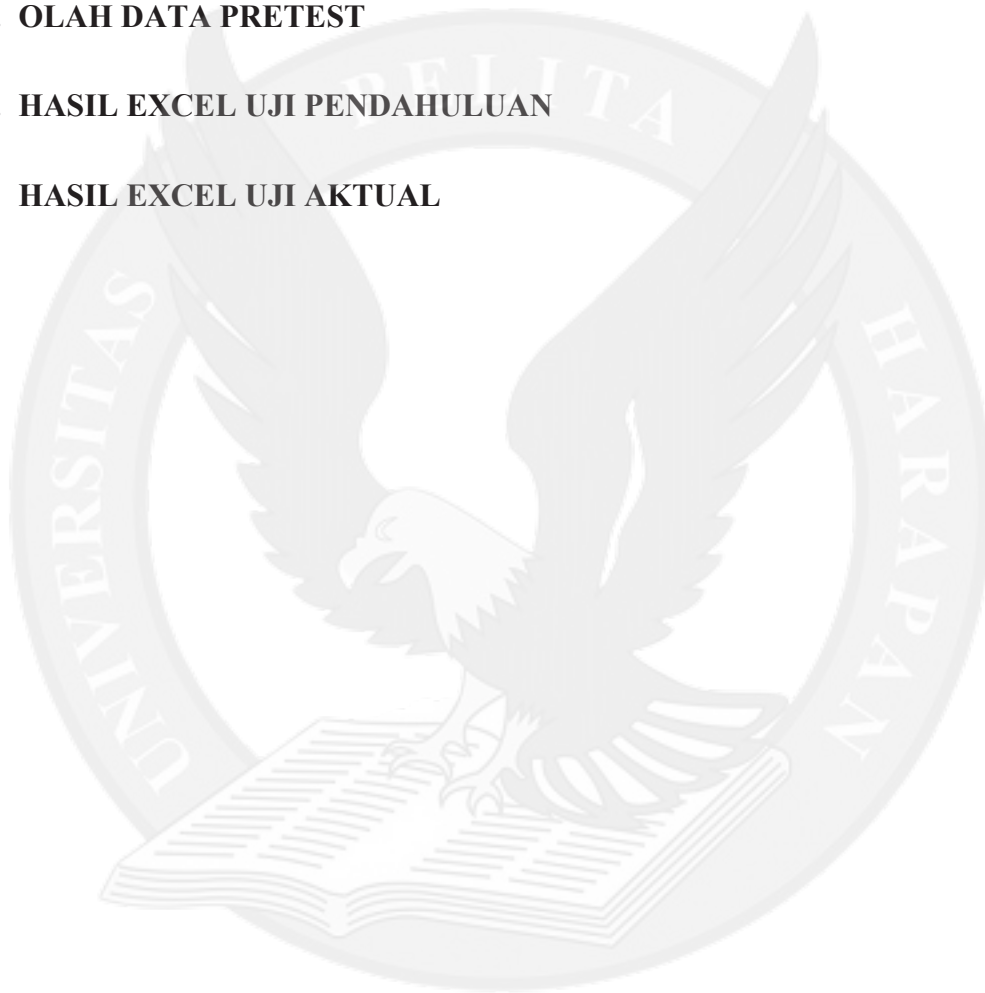 OLAH DATA PRETEST
HASIL EXCEL UJI PENDAHULUAN
HASIL EXCEL UJI AKTUAL
UNIVERSITAS PELITA HARAPAN